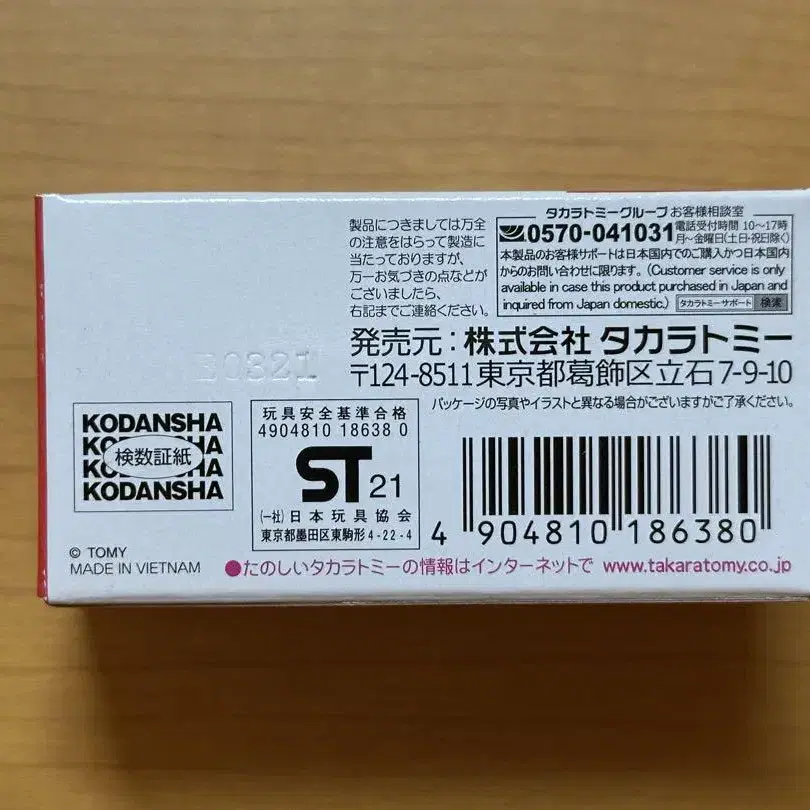 製品につきましては万全
の注意をはらって製造に
当たっておりますが、
万一お気づきの点などが
ございましたら、
右記までご連絡ください。
タカラトミーグループ お客様相談室
0570-041031 電話受付時間 10~17時
月~金曜日(土日・祝日除く)
本製品のお客様サポートは日本国内でのご購入かつ日本国内
からのお問い合わせに限ります。(Customer service is only
available in case this product purchased in Japan and
inquired from Japan domestic.) タカラトミーサポート 検索
発売元:株式会社 タカラトミー
〒124-8511 東京都葛飾区立石7-9-10
パッケージの写真やイラストと異なる場合がございますがご了承ください。
0321
KODANSHA
KODANSHA
検数証紙
KODANSHA
KODANSHA
玩具安全基準合格
4904810 18638 0
ST 21
(一社)日本玩具協会
東京都墨田区東駒形4-22-4
4 904810 186380
© TOMY
MADE IN VIETNAM
●たのしいタカラトミーの情報はインターネットで www.takaratomy.co.jp